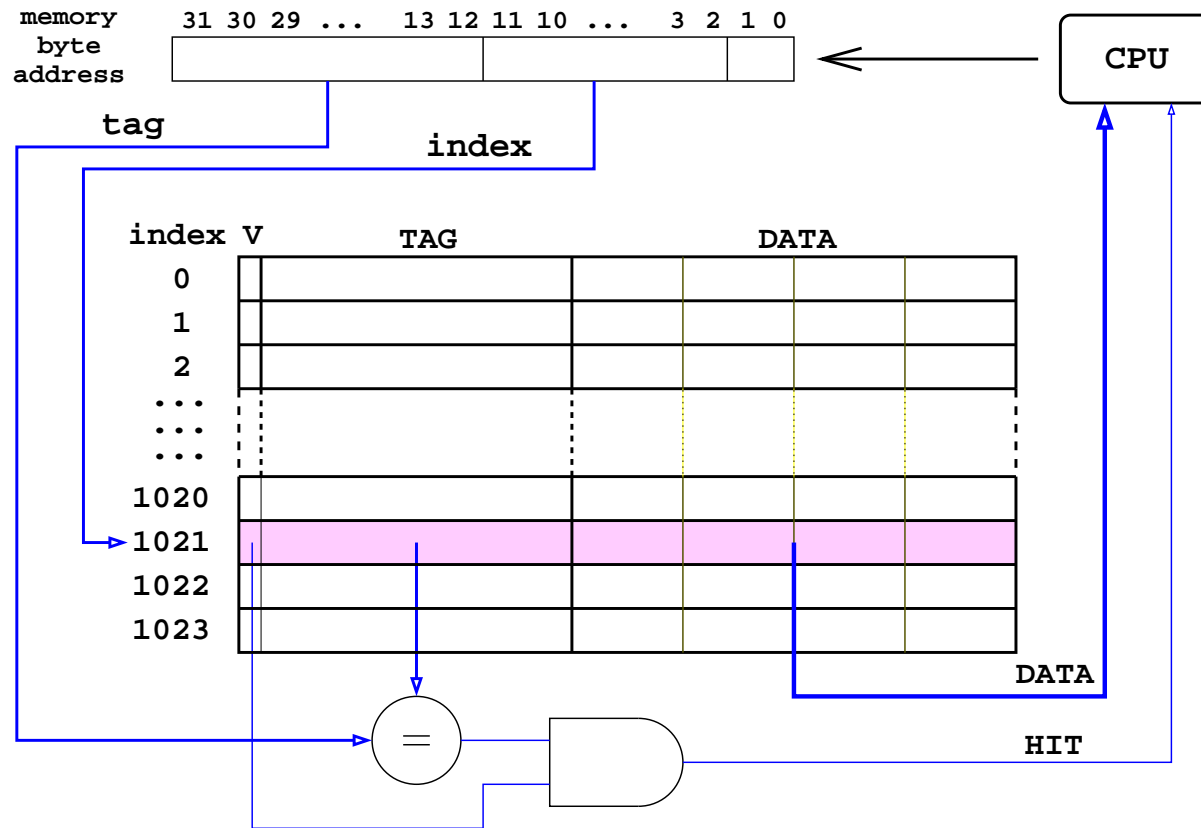 memory
byte
address
31 30 29 ... 13 12 11 10 ... 3 2 1 0
CPU
tag
index
index V TAG DATA
0
1
2
...
...
...
1020
1021
1022
1023
DATA
=
HIT